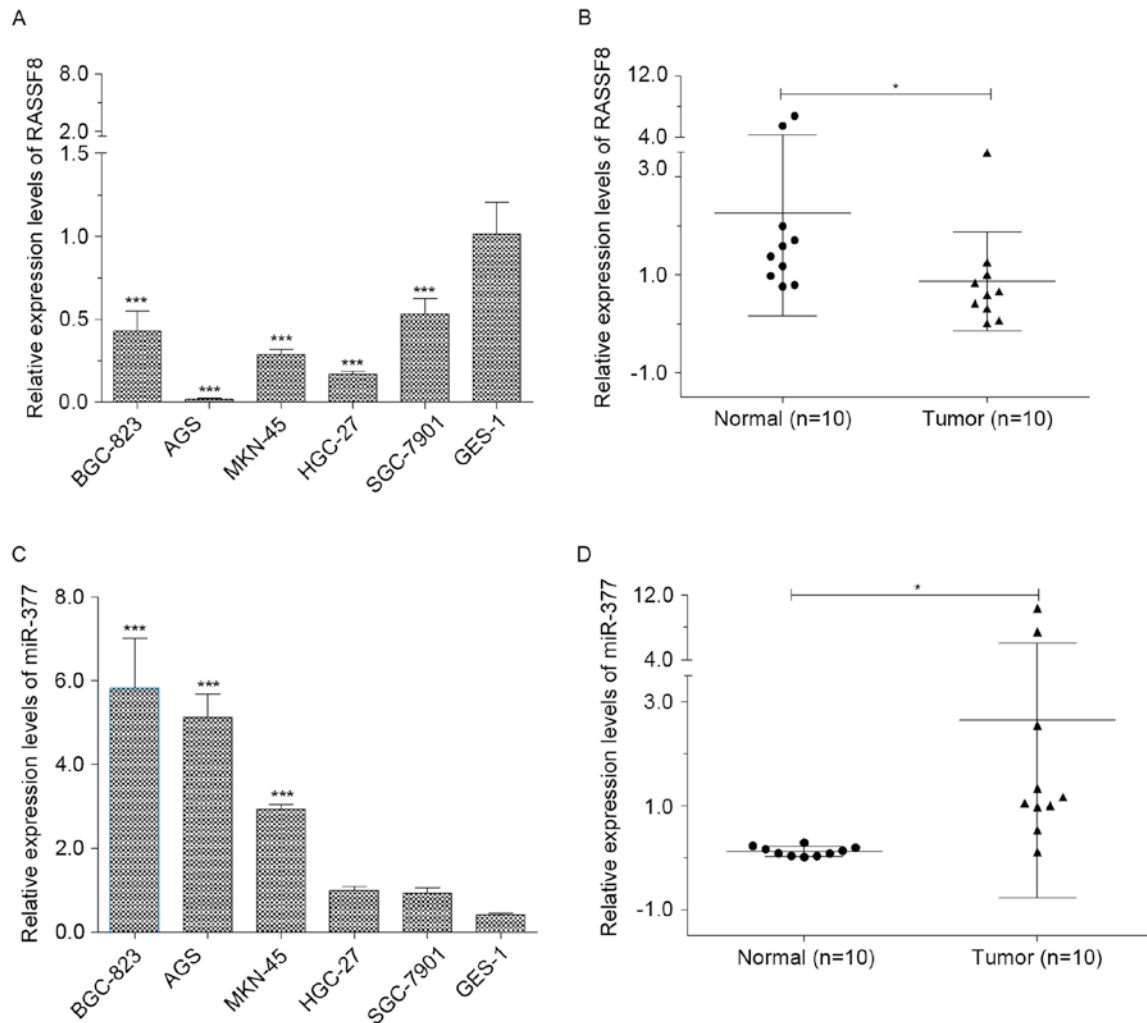 A
Relative expression levels of RASSF8
8.0
2.0
1.5
1.0
0.5
0.0
***
***
***
***
***
BGC-823
AGS
MKN-45
HGC-27
SGC-7901
GES-1
B
Relative expression levels of RASSF8
12.0
4.0
3.0
1.0
-1.0
*
Normal (n=10)
Tumor (n=10)
C
Relative expression levels of miR-377
8.0
6.0
4.0
2.0
0.0
***
***
***
BGC-823
AGS
MKN-45
HGC-27
SGC-7901
GES-1
D
Relative expression levels of miR-377
12.0
4.0
3.0
1.0
-1.0
*
Normal (n=10)
Tumor (n=10)